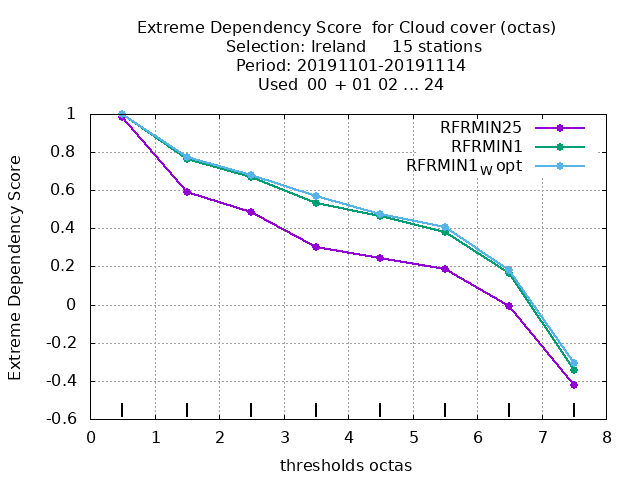 Extreme Dependency Score  for Cloud cover (octas)
Selection: Ireland     15 stations
Period: 20191101-20191114
Used  00  + 01 02 ... 24
RFRMIN25
RFRMIN1
RFRMIN1W opt
Extreme Dependency Score
1
0.8
0.6
0.4
0.2
0
-0.2
-0.4
-0.6
0 1 2 3 4 5 6 7 8
thresholds octas